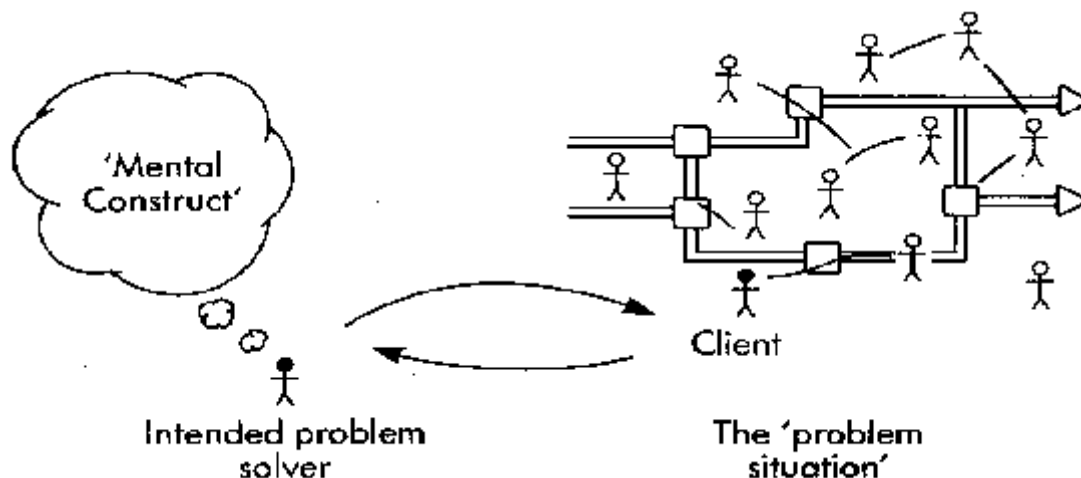 'Mental
Construct'
Client
Intended problem
solver
The 'problem
situation'